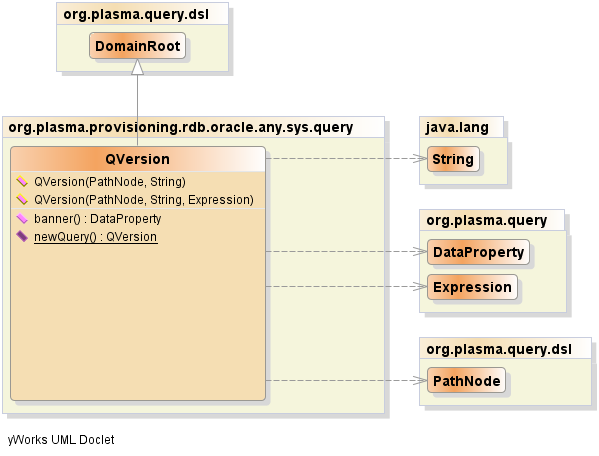 org.plasma.query.dsl
DomainRoot
org.plasma.provisioning.rdb.oracle.any.sys.query
QVersion
QVersion(PathNode, String)
QVersion(PathNode, String, Expression)
banner() : DataProperty
newQuery() : QVersion
java.lang
String
org.plasma.query
DataProperty
Expression
org.plasma.query.dsl
PathNode
yWorks UML Doclet